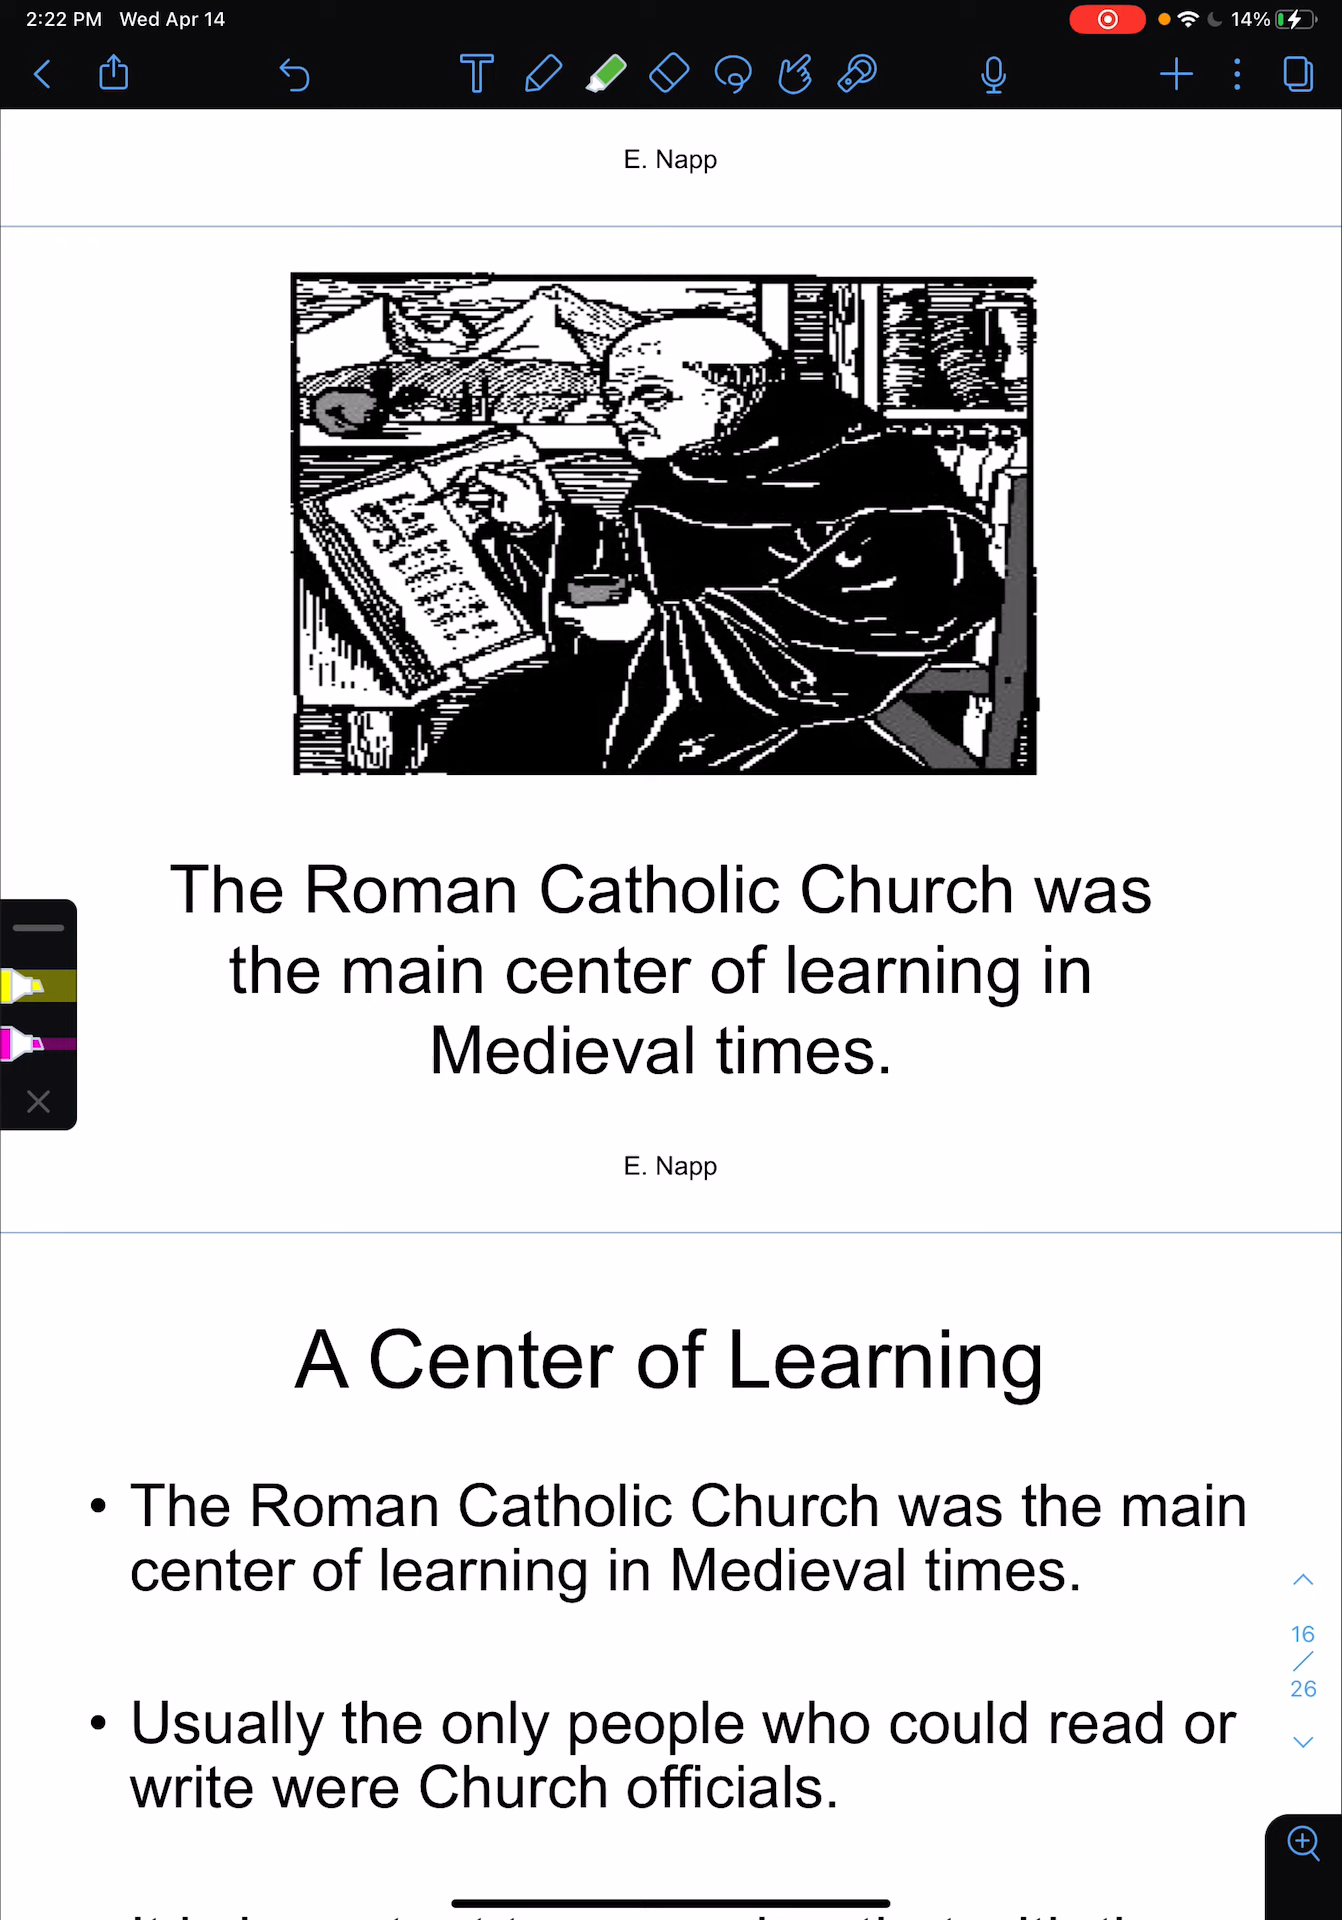 2:22 PM Wed Apr 14
14%
E. Napp
The Roman Catholic Church was
the main center of learning in
Medieval times.
E. Napp
A Center of Learning
• The Roman Catholic Church was the main
center of learning in Medieval times.
16
/
26
• Usually the only people who could read or
write were Church officials.